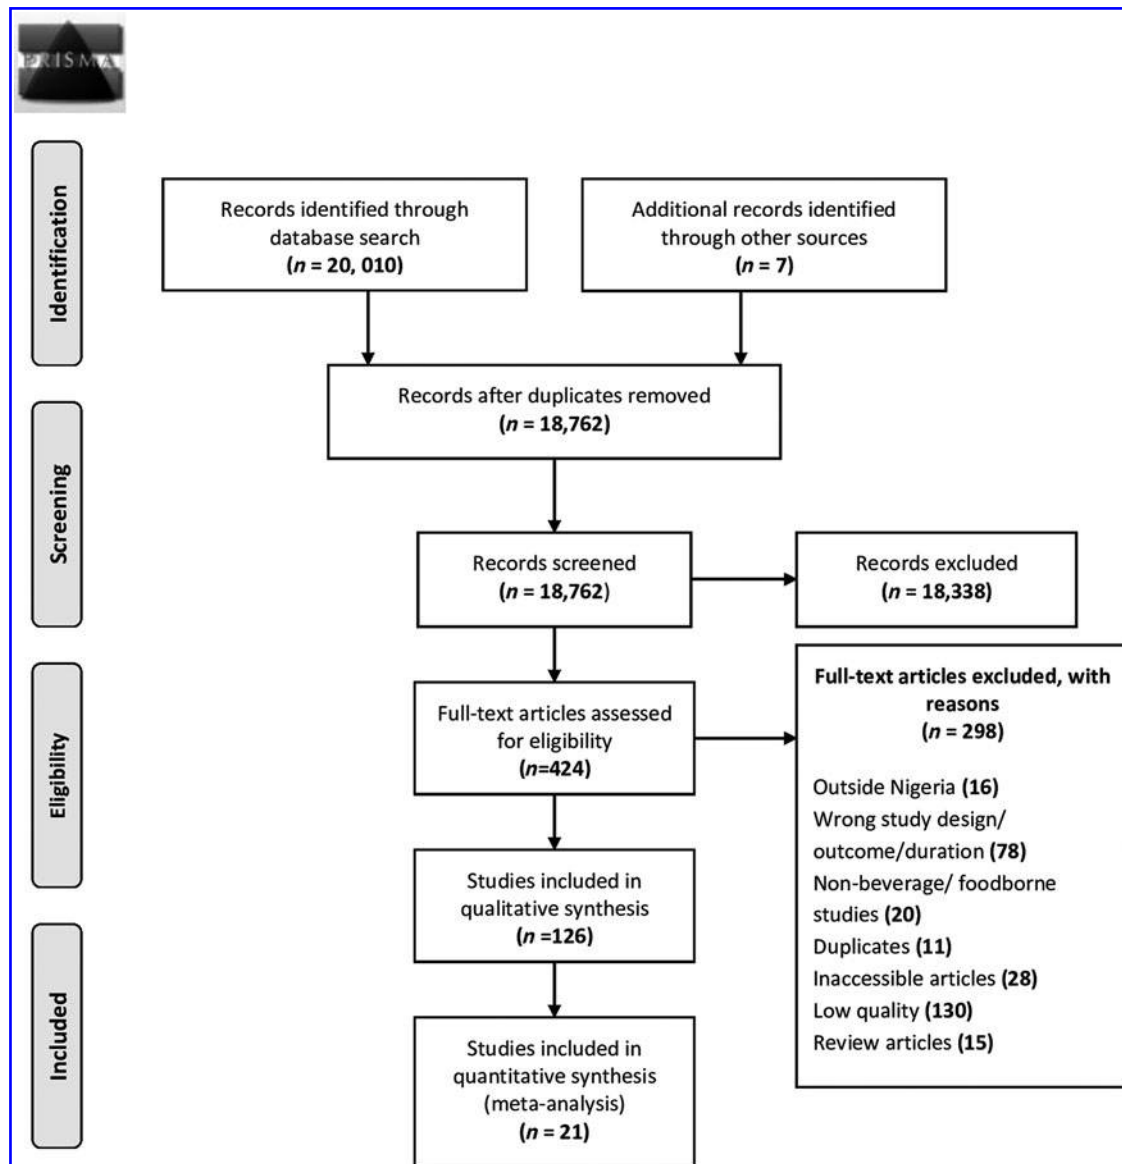 PRISMA
Identification
Records identified through
database search
(n = 20, 010)
Additional records identified
through other sources
(n = 7)
Records after duplicates removed
(n = 18,762)
Screening
Records screened
(n = 18,762)
Records excluded
(n = 18,338)
Eligibility
Full-text articles assessed
for eligibility
(n=424)
Full-text articles excluded, with
reasons
(n = 298)
Outside Nigeria (16)
Wrong study design/
outcome/duration (78)
Non-beverage/ foodborne
studies (20)
Duplicates (11)
Inaccessible articles (28)
Low quality (130)
Review articles (15)
Studies included in
qualitative synthesis
(n =126)
Included
Studies included in
quantitative synthesis
(meta-analysis)
(n = 21)